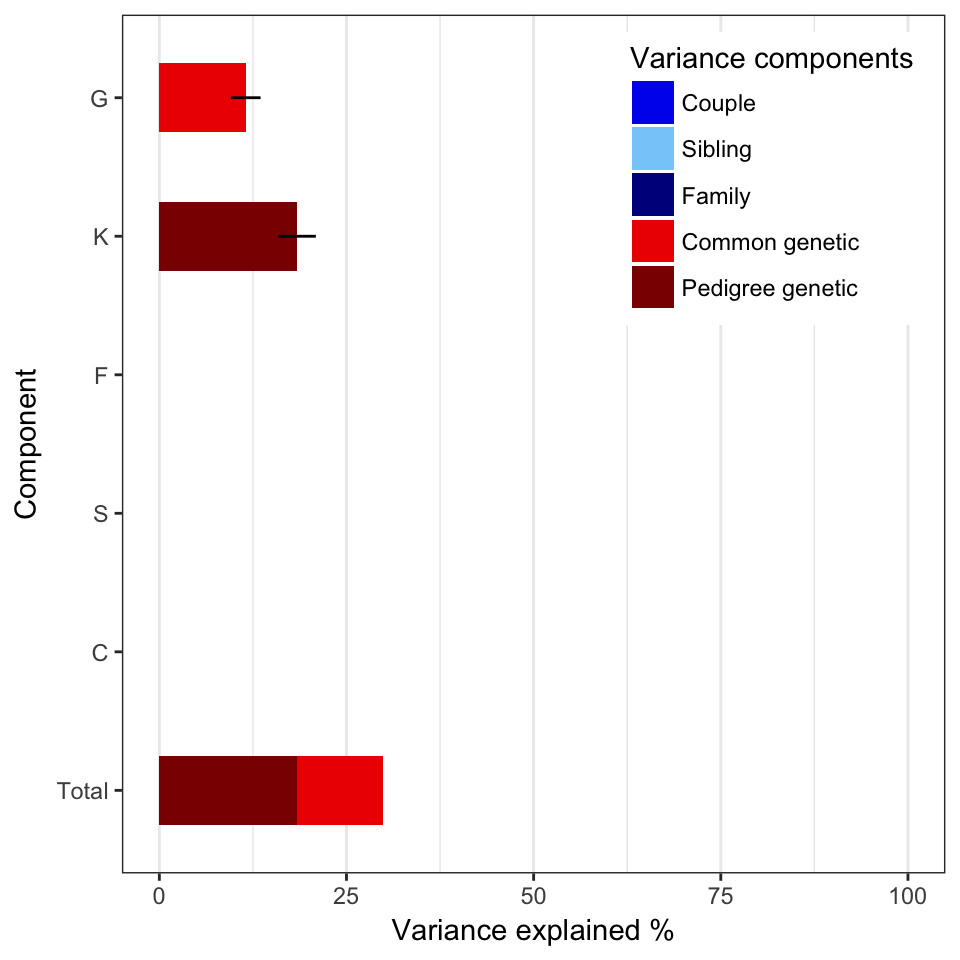 Variance components
Couple
Sibling
Family
Common genetic
Pedigree genetic
G
K
F
S
C
Total
Component
0 25 50 75 100
Variance explained %